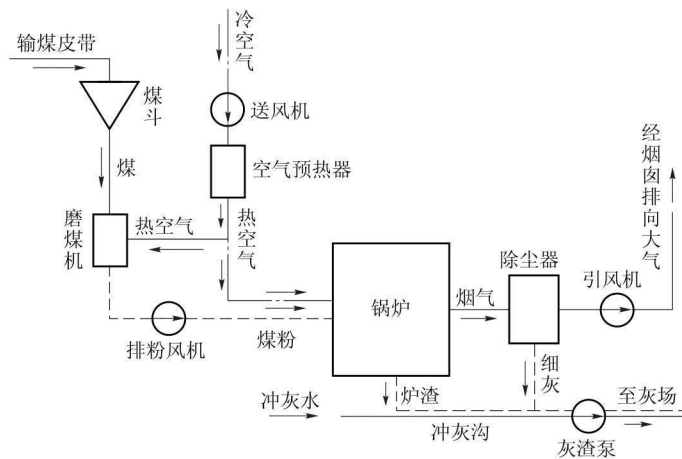 输煤皮带
冷空气
煤斗
送风机
煤
空气预热器
磨煤机
热空气
热空气
经烟囱排向大气
除尘器
引风机
锅炉
烟气
排粉风机
煤粉
细灰
炉渣
至灰场
冲灰水
冲灰沟
灰渣泵